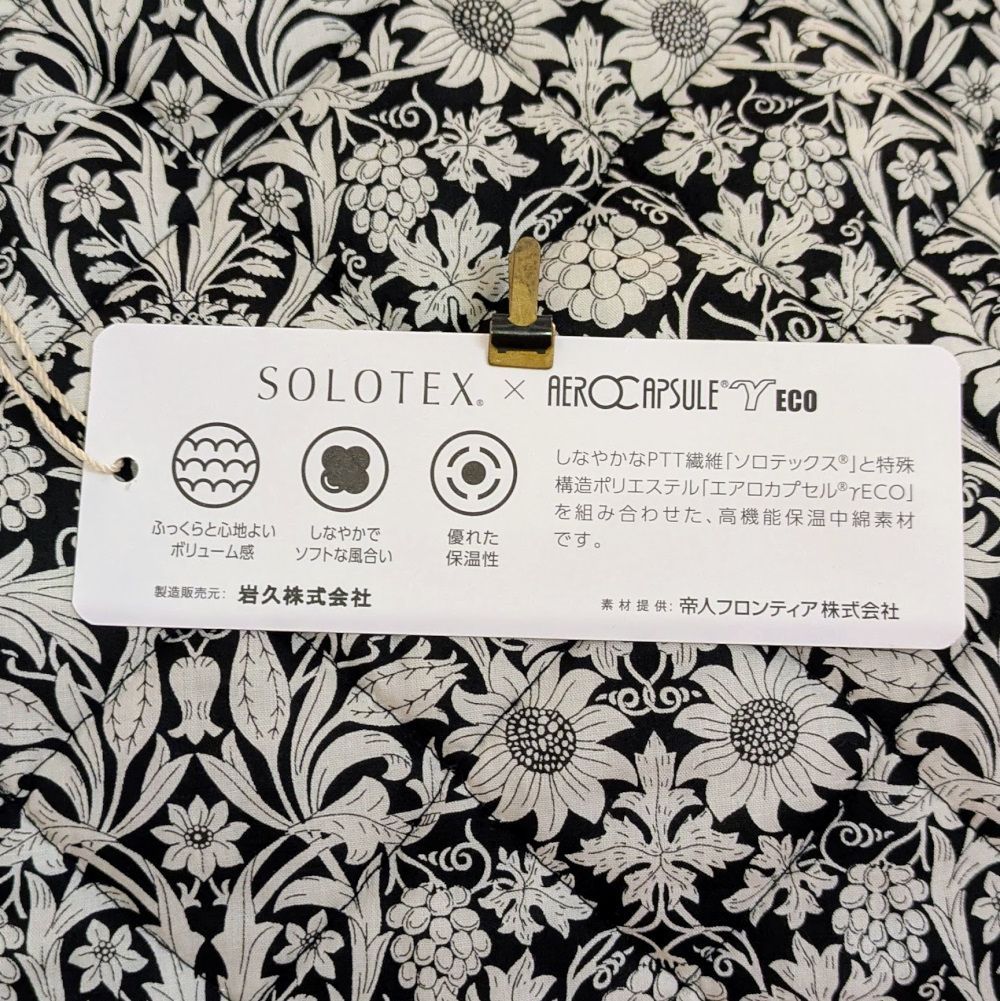 SOLOTEX® × AEROCAPSULE® γ ECO
ふっくらと心地よい
ボリューム感
しなやかで
ソフトな風合い
優れた
保温性
しなやかなPTT繊維「ソロテックス®」と特殊
構造ポリエステル「エアロカプセル®γECO」
を組み合わせた、高機能保温中綿素材
です。
製造販売元: 岩久株式会社
素材提供: 帝人フロンティア株式会社